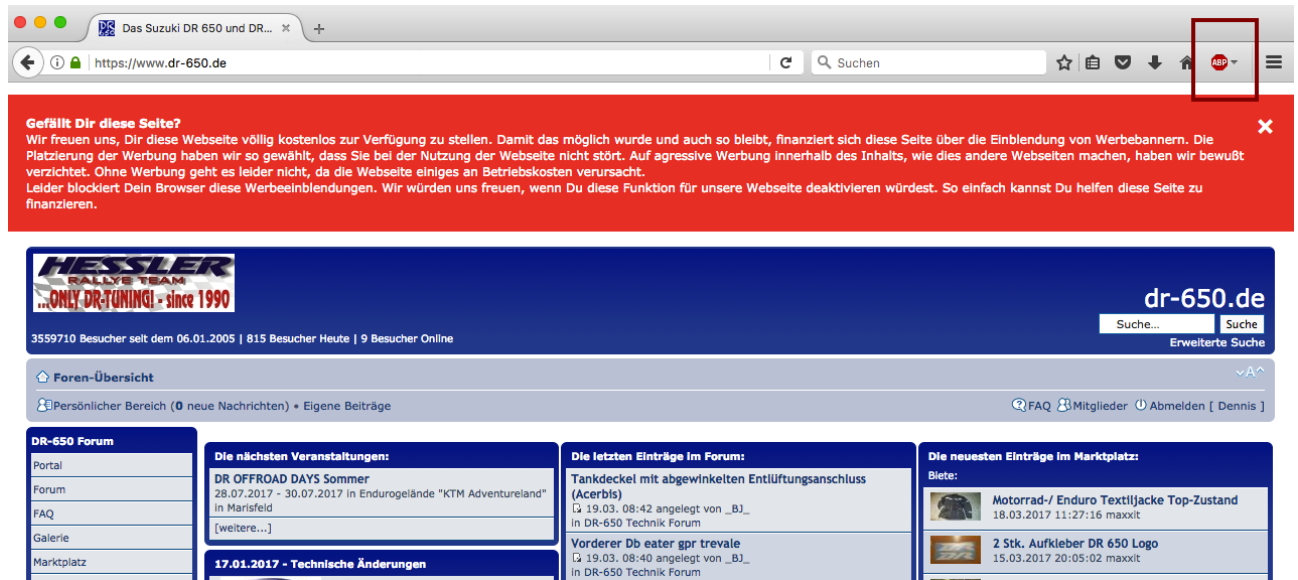 Das Suzuki DR 650 und DR...
https://www.dr-650.de
Suchen
ABP
Gefällt Dir diese Seite?
Wir freuen uns, Dir diese Webseite völlig kostenlos zur Verfügung zu stellen. Damit das möglich wurde und auch so bleibt, finanziert sich diese Seite über die Einblendung von Werbebannern. Die
Platzierung der Werbung haben wir so gewählt, dass Sie bei der Nutzung der Webseite nicht stört. Auf agressive Werbung innerhalb des Inhalts, wie dies andere Webseiten machen, haben wir bewußt
verzichtet. Ohne Werbung geht es leider nicht, da die Webseite einiges an Betriebskosten verursacht.
Leider blockiert Dein Browser diese Werbeeinblendungen. Wir würden uns freuen, wenn Du diese Funktion für unsere Webseite deaktivieren würdest. So einfach kannst Du helfen diese Seite zu
finanzieren.
HESSLER
RALLYE TEAM
...ONLY DR-TUNING! - since 1990
dr-650.de
Suche... Suche
Erweiterte Suche
3559710 Besucher seit dem 06.01.2005 | 815 Besucher Heute | 9 Besucher Online
Foren-Übersicht
Persönlicher Bereich (0 neue Nachrichten) • Eigene Beiträge
FAQ Mitglieder Abmelden [ Dennis ]
DR-650 Forum
Portal
Forum
FAQ
Galerie
Marktplatz
Die nächsten Veranstaltungen:
DR OFFROAD DAYS Sommer
28.07.2017 - 30.07.2017 in Endurogelände "KTM Adventureland"
in Marisfeld
[weitere...]
17.01.2017 - Technische Änderungen
Die letzten Einträge im Forum:
Tankdeckel mit abgewinkelten Entlüftungsanschluss
(Acerbis)
19.03. 08:42 angelegt von _BJ_
in DR-650 Technik Forum
Vorderer Db eater gpr trevale
19.03. 08:40 angelegt von _BJ_
in DR-650 Technik Forum
Die neuesten Einträge im Marktplatz:
Biete:
Motorrad-/ Enduro Textiljacke Top-Zustand
18.03.2017 11:27:16 maxxit
2 Stk. Aufkleber DR 650 Logo
15.03.2017 20:05:02 maxxit